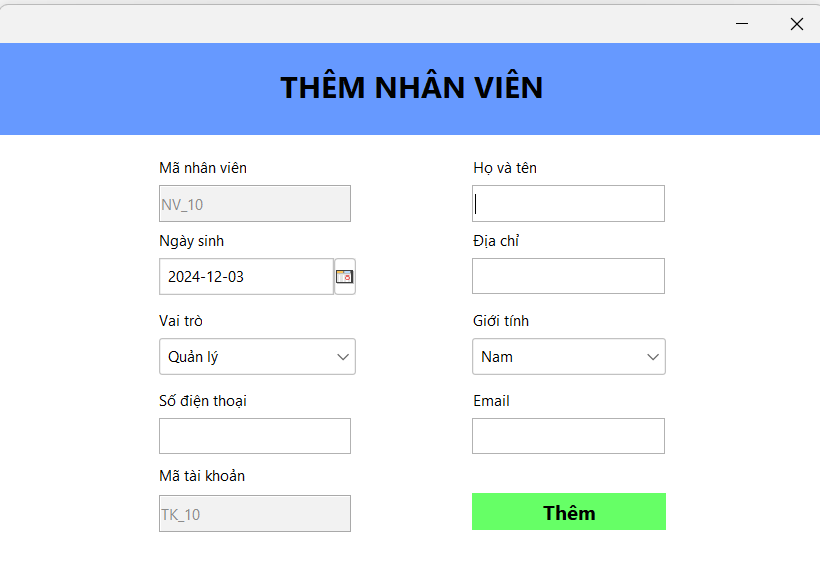 THÊM NHÂN VIÊN
Mã nhân viên
Họ và tên
NV_10
Ngày sinh
Địa chỉ
2024-12-03
Vai trò
Giới tính
Quản lý
Nam
Số điện thoại
Email
Mã tài khoản
TK_10
Thêm